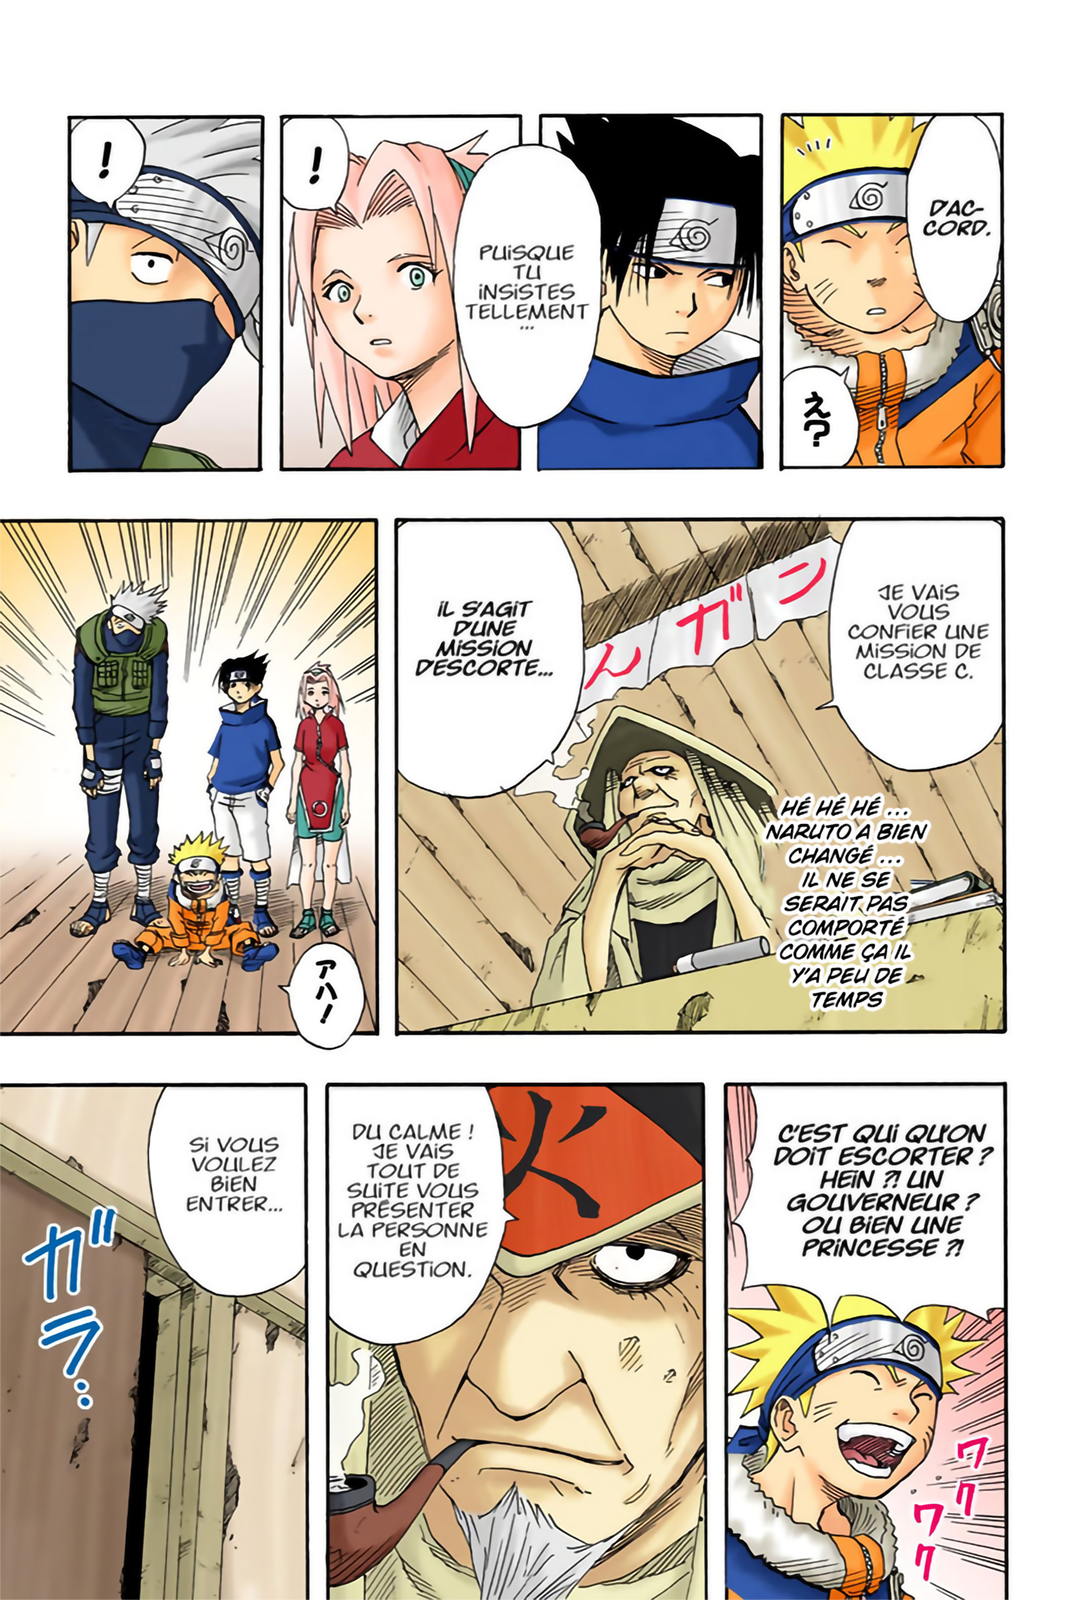 D'AC-
CORD.
え?
PUISQUE
TU
INSISTES
TELLEMENT
...
!
!
JE VAIS
VOUS
CONFIER UNE
MISSION DE
CLASSE C.
IL S'AGIT
D'UNE
MISSION
D'ESCORTE...
ん ガ ン
HÉ HÉ HÉ ...
NARUTO A BIEN
CHANGÉ ...
IL NE SE
SERAIT PAS
COMPORTÉ
COMME ÇA IL
Y'A PEU DE
TEMPS
アハ!
C'EST QUI QU'ON
DOIT ESCORTER ?
HEIN ?! UN
GOUVERNEUR ?
OU BIEN UNE
PRINCESSE ?!
ワク
ワク
DU CALME !
JE VAIS
TOUT DE
SUITE VOUS
PRÉSENTER
LA PERSONNE
EN
QUESTION.
火
SI VOUS
VOULEZ
BIEN
ENTRER...
ガラ.